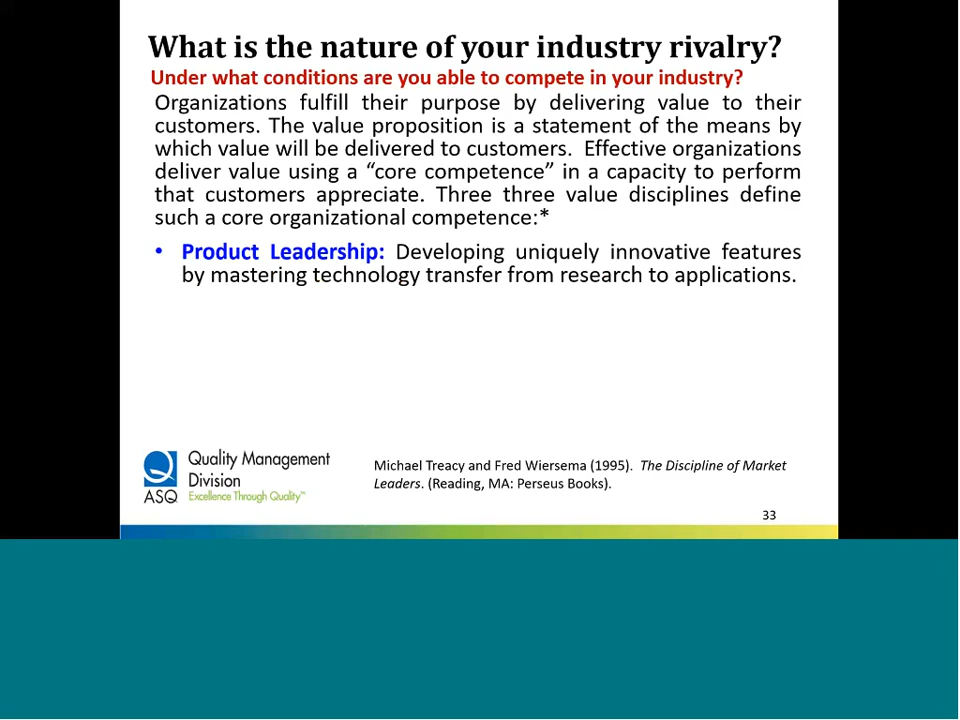 What is the nature of your industry rivalry?
Under what conditions are you able to compete in your industry?
Organizations fulfill their purpose by delivering value to their
customers. The value proposition is a statement of the means by
which value will be delivered to customers. Effective organizations
deliver value using a “core competence” in a capacity to perform
that customers appreciate. Three three value disciplines define
such a core organizational competence:*
• Product Leadership: Developing uniquely innovative features
by mastering technology transfer from research to applications.
Quality Management
Division
ASQ Excellence Through Quality™
Michael Treacy and Fred Wiersema (1995). The Discipline of Market
Leaders. (Reading, MA: Perseus Books).
33